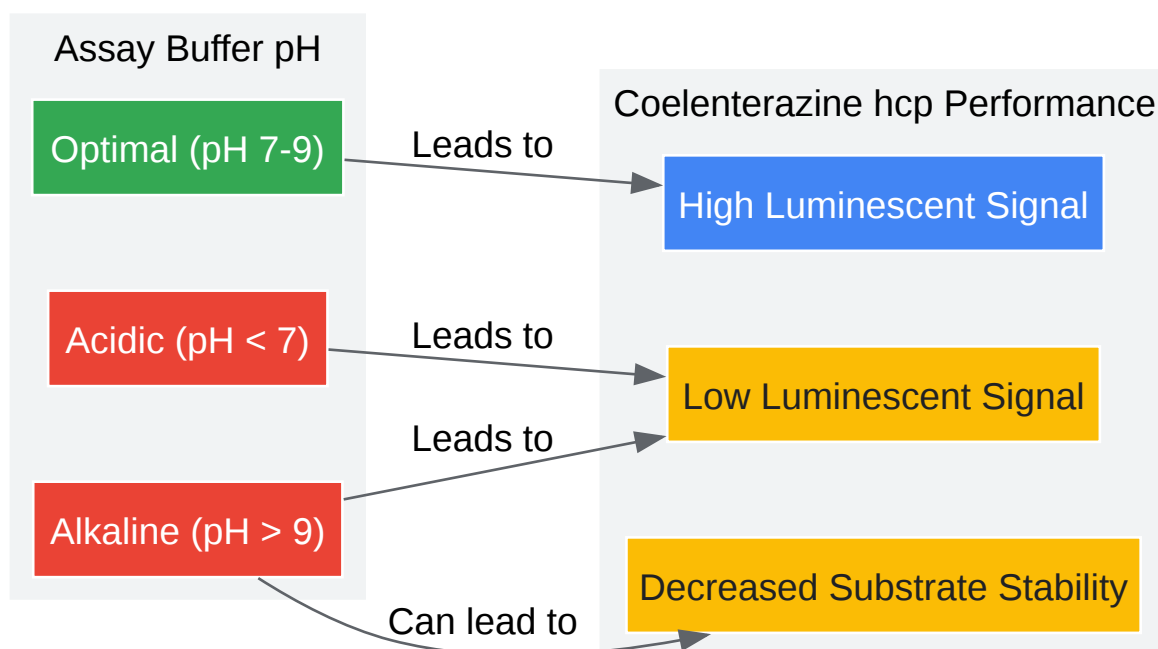 Assay Buffer pH
Optimal (pH 7-9)
Acidic (pH < 7)
Alkaline (pH > 9)
Leads to
Leads to
Leads to
Can lead to
Coelenterazine hcp Performance
High Luminescent Signal
Low Luminescent Signal
Decreased Substrate Stability